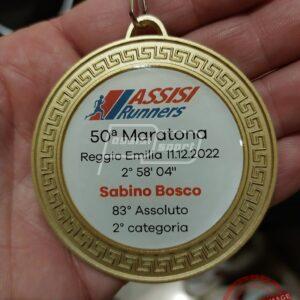 ASSISI
Runners
50ª Maratona
Reggio Emilia 11.12.2022
2° 58' 04"
Sabino Bosco
83° Assoluto
2° categoria